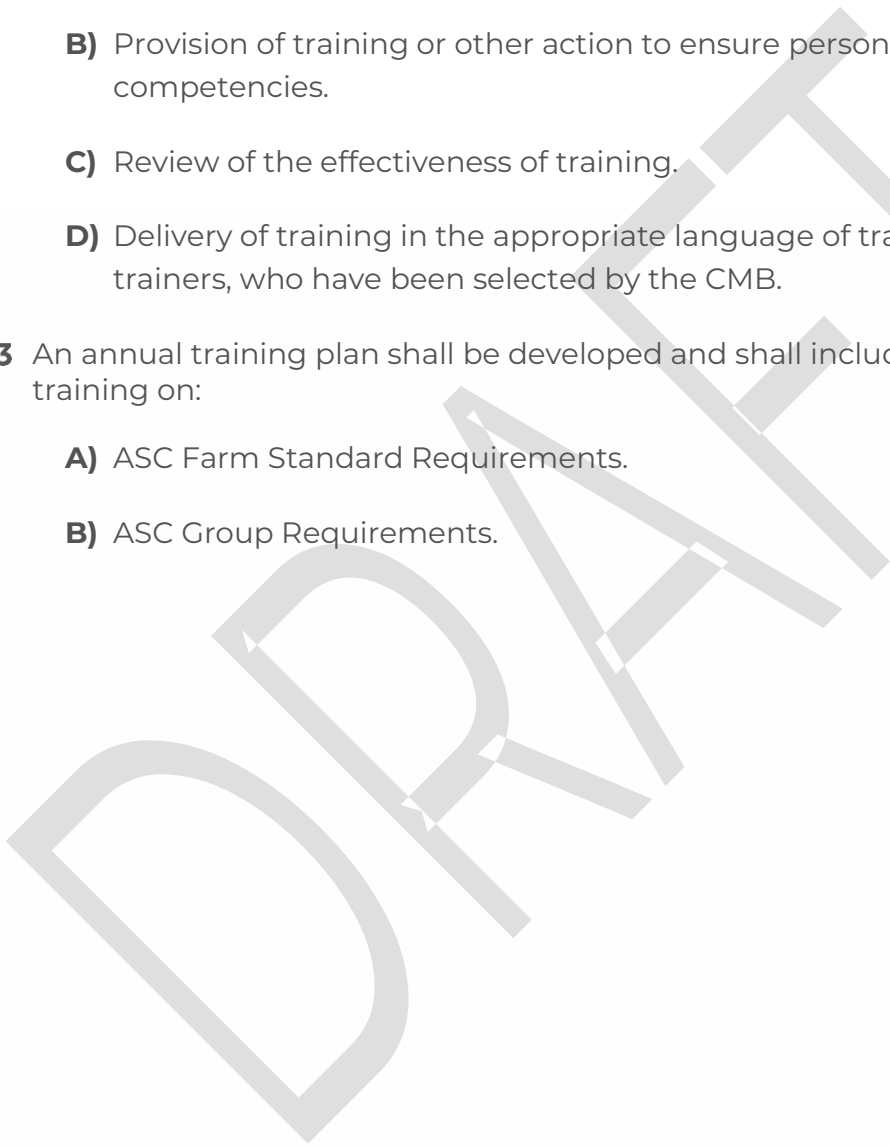 B) Provision of training or other action to ensure person
competencies.
C) Review of the effectiveness of training.
D) Delivery of training in the appropriate language of tra
trainers, who have been selected by the CMB.
3 An annual training plan shall be developed and shall includ
training on:
A) ASC Farm Standard Requirements.
B) ASC Group Requirements.
DRAFT